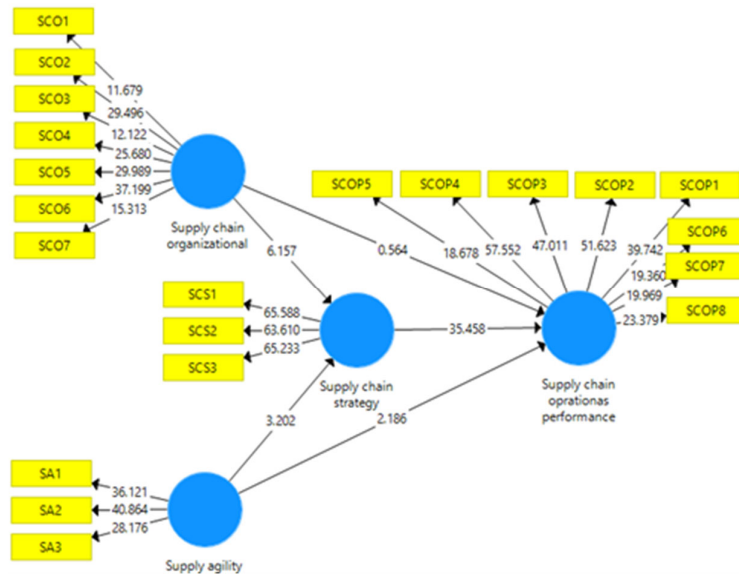 SCO1
SCO2
SCO3
SCO4
SCO5
SCO6
SCO7
11.679
29.496
12.122
25.680
29.989
37.199
15.313
Supply chain
organizational
6.157
0.564
SCOP5
SCOP4
SCOP3
SCOP2
SCOP1
SCOP6
SCOP7
SCOP8
18.678
57.552
47.011
51.623
39.742
19.360
19.969
23.379
SCS1
SCS2
SCS3
65.588
63.610
65.233
35.458
Supply chain
strategy
Supply chain
oprationas
performance
3.202
2.186
SA1
SA2
SA3
36.121
40.864
28.176
Supply agility